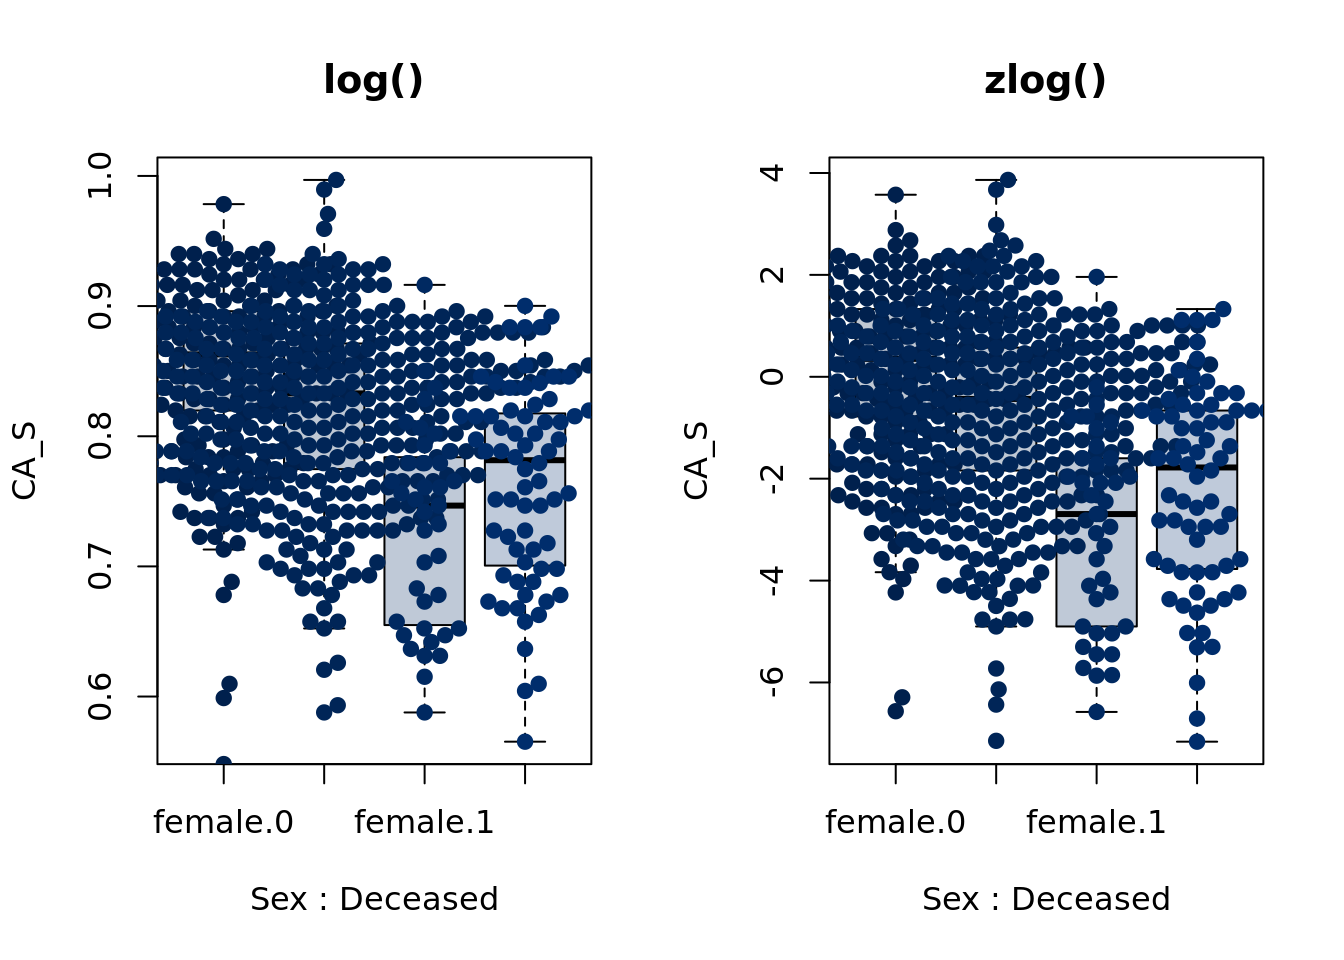 log()
CA_S
1.0
0.9
0.8
0.7
0.6
female.0 female.1
Sex : Deceased
zlog()
CA_S
4
2
0
-2
-4
-6
female.0 female.1
Sex : Deceased